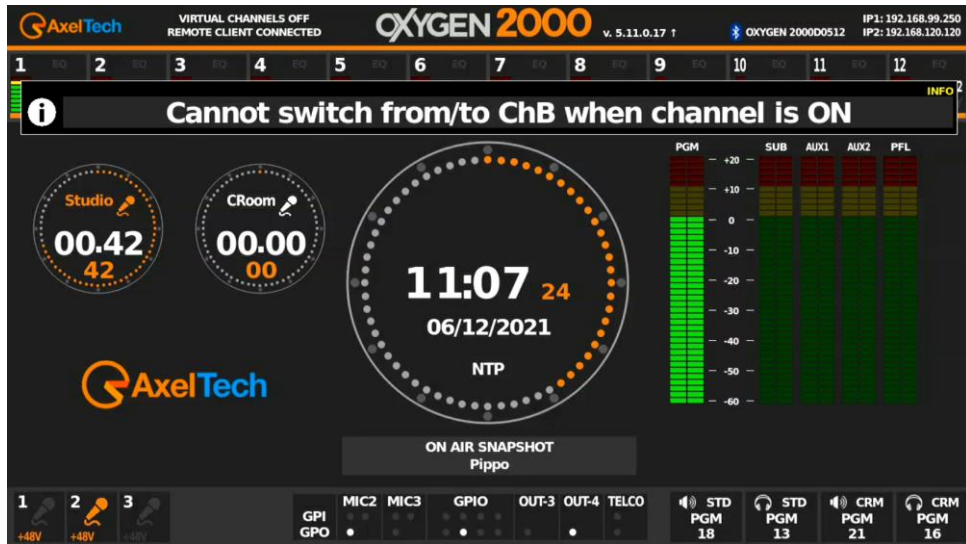 AxelTech
VIRTUAL CHANNELS OFF
REMOTE CLIENT CONNECTED
OXYGEN 2000
v. 5.11.0.17 ↑
OXYGEN 2000D0512
IP1: 192.168.99.250
IP2: 192.168.120.120
1 EQ 2 EQ 3 EQ 4 EQ 5 EQ 6 EQ 7 EQ 8 EQ 9 EQ 10 EQ 11 EQ 12 EQ
INFO
i Cannot switch from/to ChB when channel is ON
PGM SUB AUX1 AUX2 PFL
+20
+10
0
-10
-20
-30
-40
-50
-60
Studio
00.42
42
CRoom
00.00
00
11:07 24
06/12/2021
NTP
AxelTech
ON AIR SNAPSHOT
Pippo
1 2 3
+48V +48V +48V
MIC2 MIC3 GPIO OUT-3 OUT-4 TELCO
GPI
GPO
STD
PGM
18
STD
PGM
13
CRM
PGM
21
CRM
PGM
16